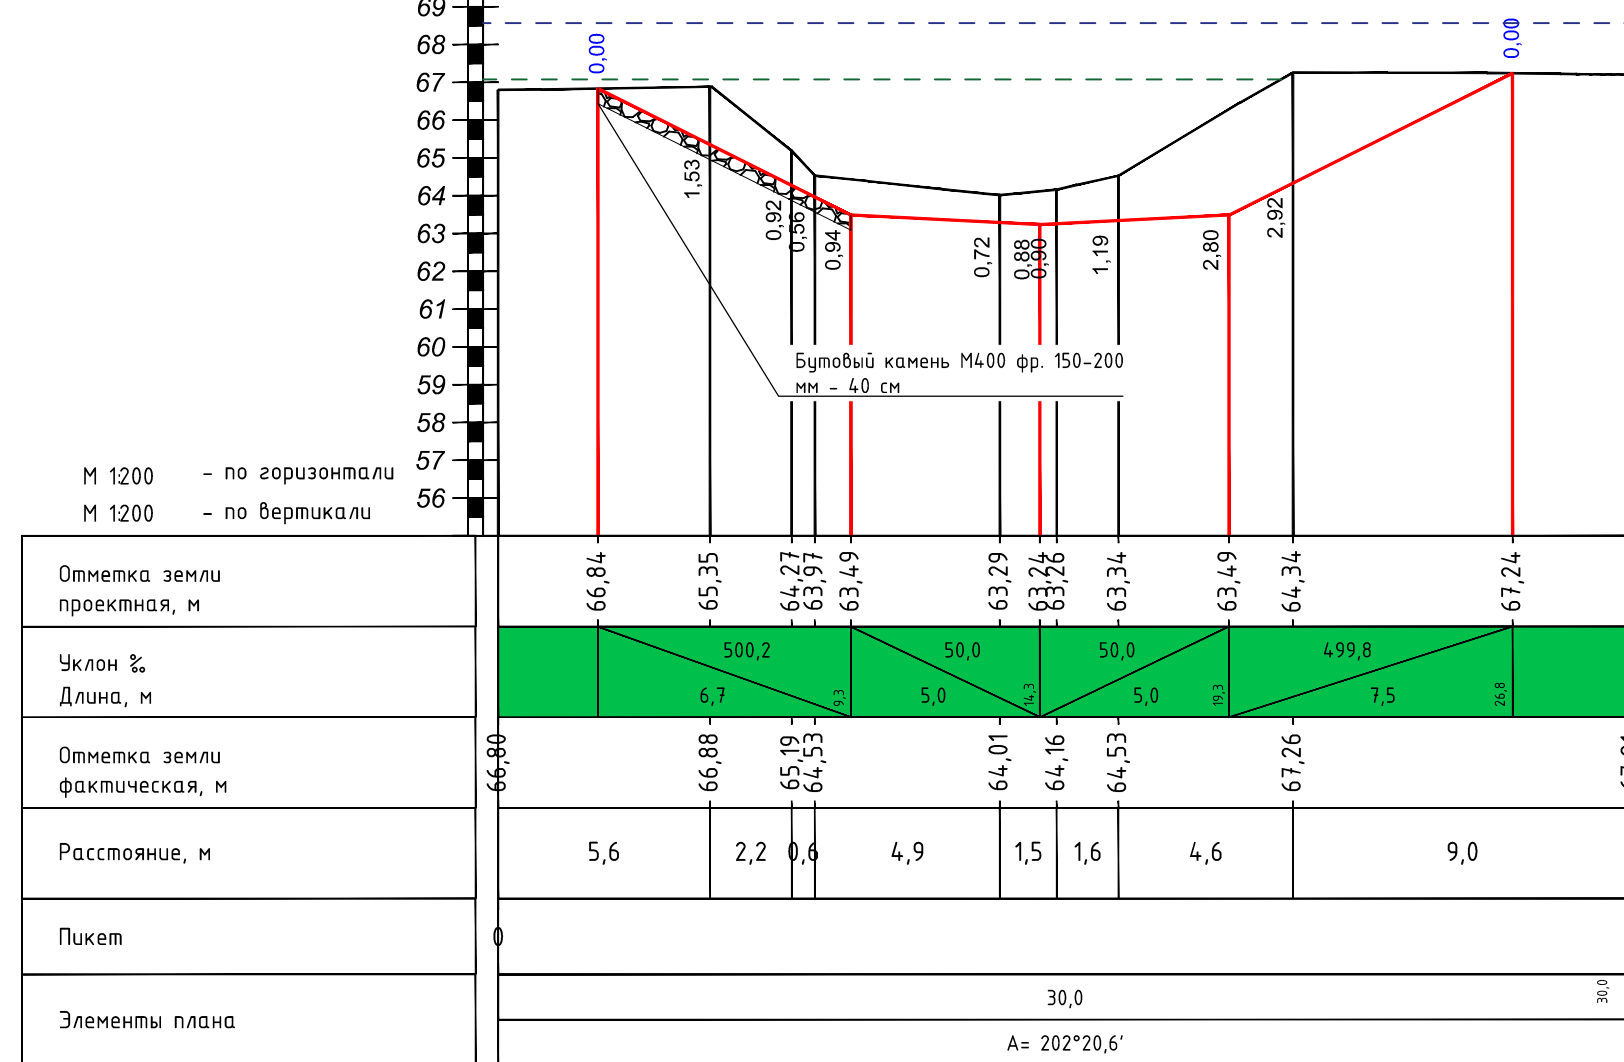 69
68
67
66
65
64
63
62
61
60
59
58
57
56
0,00
0,00
1,53
0,92
0,56
0,94
0,72
0,88
0,90
1,19
2,80
2,92
Бутовый камень М400 фр. 150-200
мм - 40 см
М 1:200 - по горизонтали
М 1:200 - по вертикали
Отметка земли
проектная, м
66,84 65,35 64,27 63,97 63,49 63,29 63,24 63,26 63,34 63,49 64,34 67,24
Уклон ‰
500,2 50,0 50,0 499,8
Длина, м
6,7 9,3 5,0 14,3 5,0 19,3 7,5 26,8
Отметка земли
фактическая, м
66,80 66,88 65,19 64,53 64,01 64,16 64,53 67,26
Расстояние, м
5,6 2,2 0,6 4,9 1,5 1,6 4,6 9,0
Пикет
0
Элементы плана
30,0 30,0
А= 202°20,6'